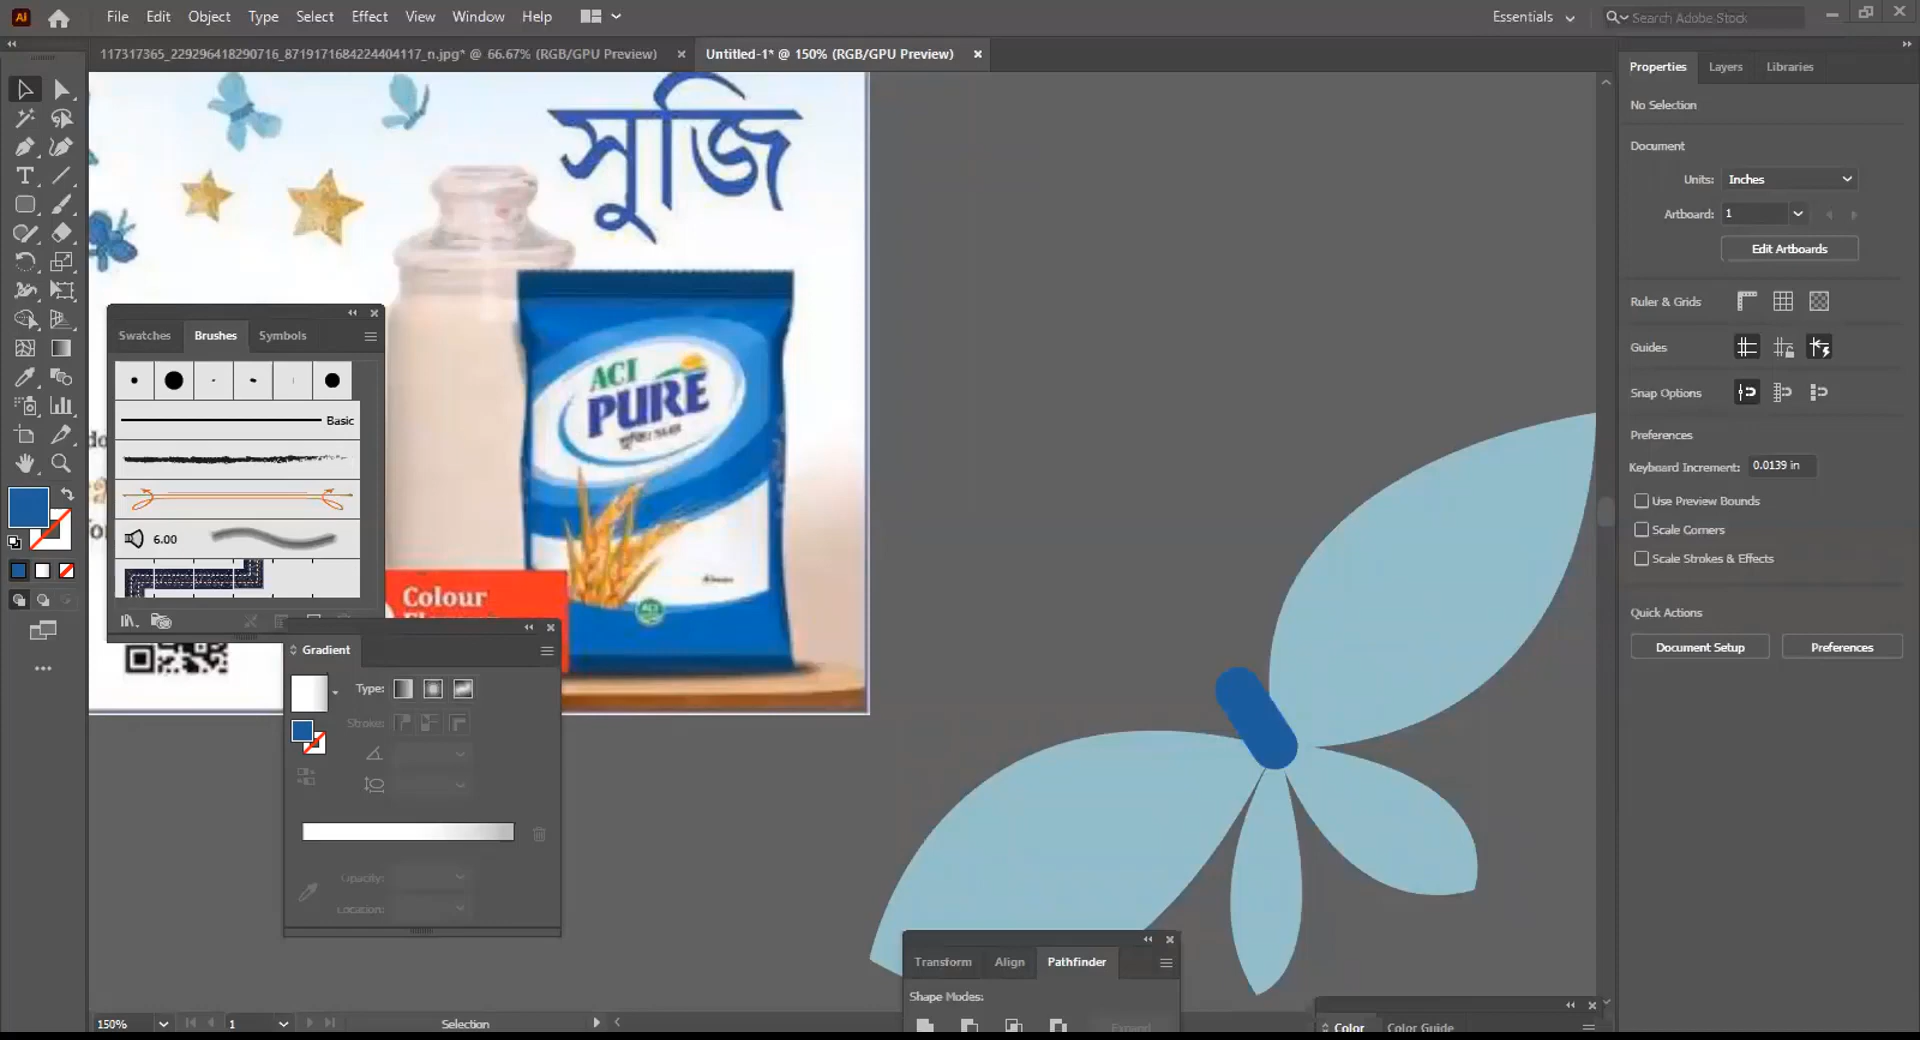 Ai File Edit Object Type Select Effect View Window Help Essentials Search Adobe Stock
117317365_229296418290716_8719171684224404117_n.jpg* @ 66.67% (RGB/GPU Preview) Untitled-1* @ 150% (RGB/GPU Preview)
Properties Layers Libraries
No Selection
Document
Units: Inches
Artboard: 1
Edit Artboards
Ruler & Grids
Guides
Snap Options
Preferences
Keyboard Increment: 0.0139 in
Use Preview Bounds
Scale Corners
Scale Strokes & Effects
Quick Actions
Document Setup Preferences
সুজি
ACI
PURE
ACI
Swatches Brushes Symbols
Basic
6.00
Colour
Gradient
Type:
Stroke:
Opacity:
Location:
Transform Align Pathfinder
Shape Modes:
Expand
Color Color Guide
150% 1 Selection